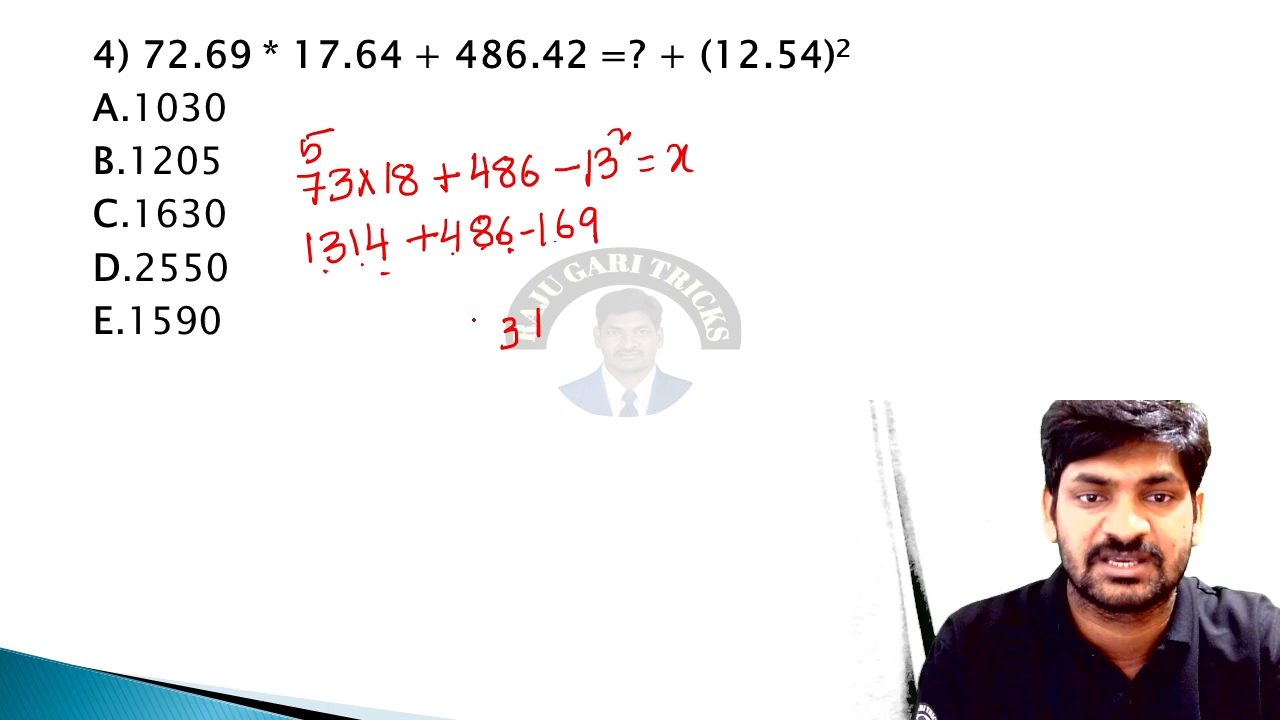 4) 72.69 * 17.64 + 486.42 =? + (12.54)²
A.1030
B.1205
C.1630
D.2550
E.1590
5
73x18 +486 -13² = x
1314 +486-169
31
RAJU GARI TRICKS